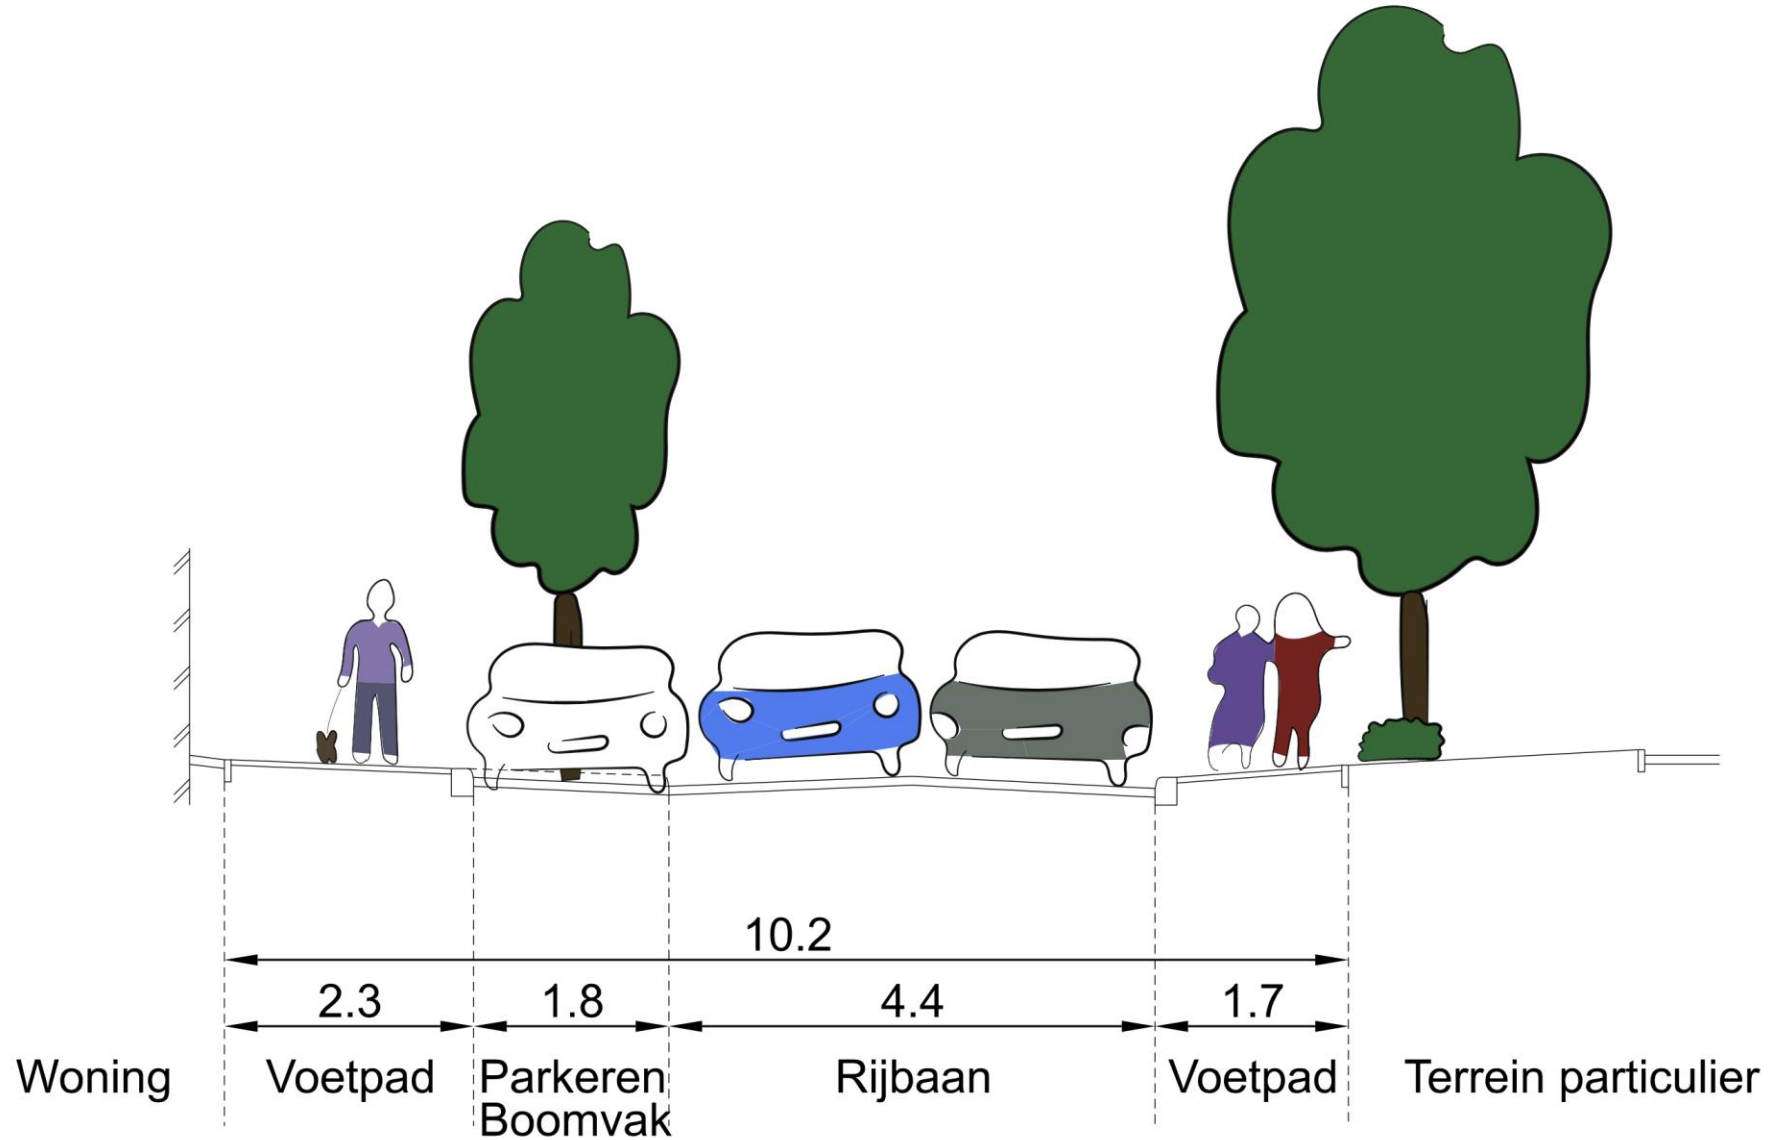 10.2
2.3 1.8 4.4 1.7
Woning Voetpad Parkeren Rijbaan Voetpad Terrein particulier
Boomvak